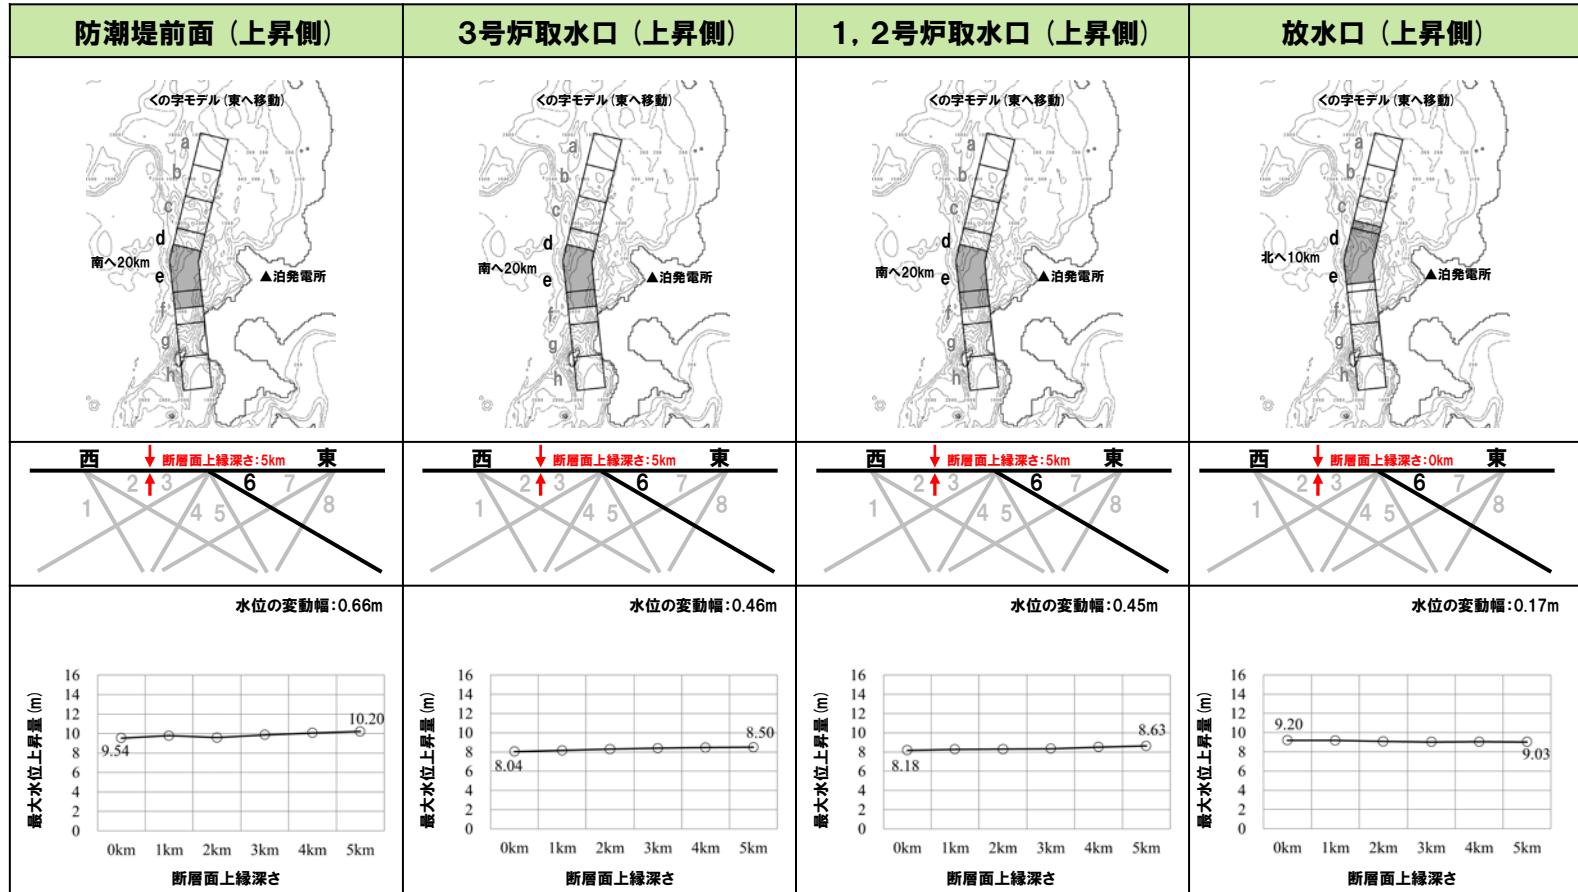 防潮堤前面（上昇側）
3号炉取水口（上昇側）
1，2号炉取水口（上昇側）
放水口（上昇側）
くの字モデル（東へ移動）
a
b
c
d
南へ20km
e
▲泊発電所
f
g
h
くの字モデル（東へ移動）
a
b
c
d
南へ20km
e
▲泊発電所
f
g
h
くの字モデル（東へ移動）
a
b
c
d
南へ20km
e
▲泊発電所
f
g
h
くの字モデル（東へ移動）
a
b
c
d
北へ10km
e
▲泊発電所
f
g
h
西 断層面上縁深さ：5km 東
1 2 3 4 5 6 7 8
西 断層面上縁深さ：5km 東
1 2 3 4 5 6 7 8
西 断層面上縁深さ：5km 東
1 2 3 4 5 6 7 8
西 断層面上縁深さ：0km 東
1 2 3 4 5 6 7 8
水位の変動幅：0.66m
最大水位上昇量（m）
16
14
12
10
8
6
4
2
0
9.54
10.20
0km 1km 2km 3km 4km 5km
断層面上縁深さ
水位の変動幅：0.46m
最大水位上昇量（m）
16
14
12
10
8
6
4
2
0
8.04
8.50
0km 1km 2km 3km 4km 5km
断層面上縁深さ
水位の変動幅：0.45m
最大水位上昇量（m）
16
14
12
10
8
6
4
2
0
8.18
8.63
0km 1km 2km 3km 4km 5km
断層面上縁深さ
水位の変動幅：0.17m
最大水位上昇量（m）
16
14
12
10
8
6
4
2
0
9.20
9.03
0km 1km 2km 3km 4km 5km
断層面上縁深さ